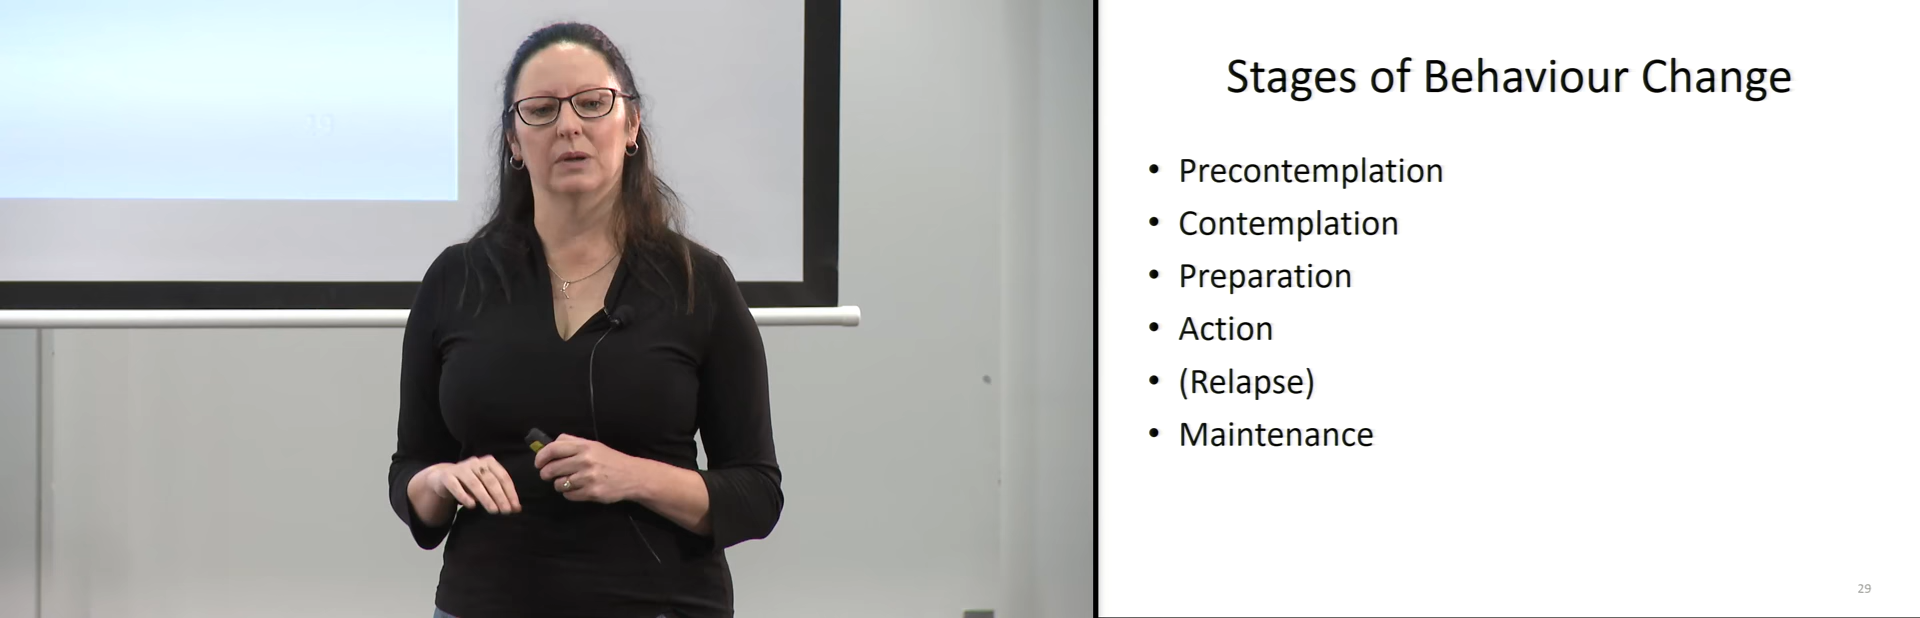 Stages of Behaviour Change
• Precontemplation
• Contemplation
• Preparation
• Action
• (Relapse)
• Maintenance
29